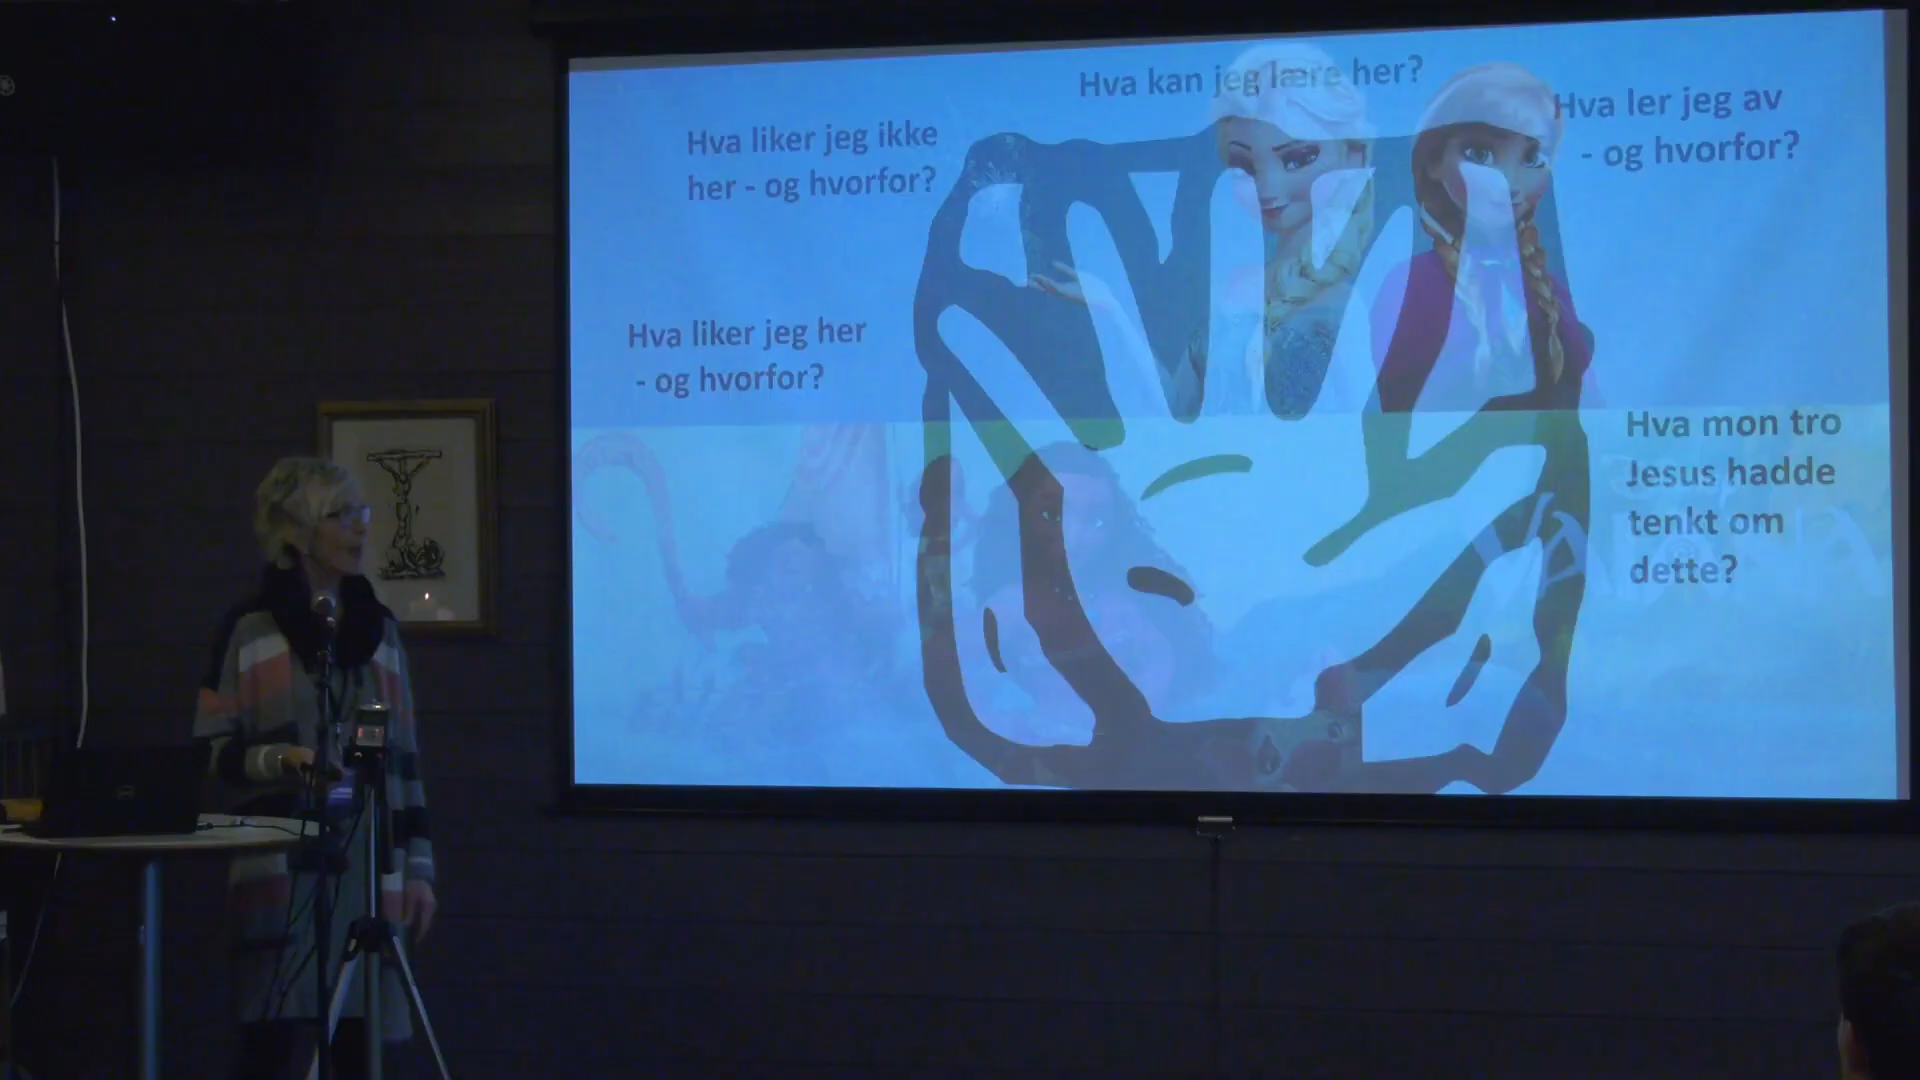 Hva kan jeg lære her?
Hva liker jeg ikke
her - og hvorfor?
Hva ler jeg av
- og hvorfor?
Hva liker jeg her
- og hvorfor?
Hva mon tro
Jesus hadde
tenkt om
dette?